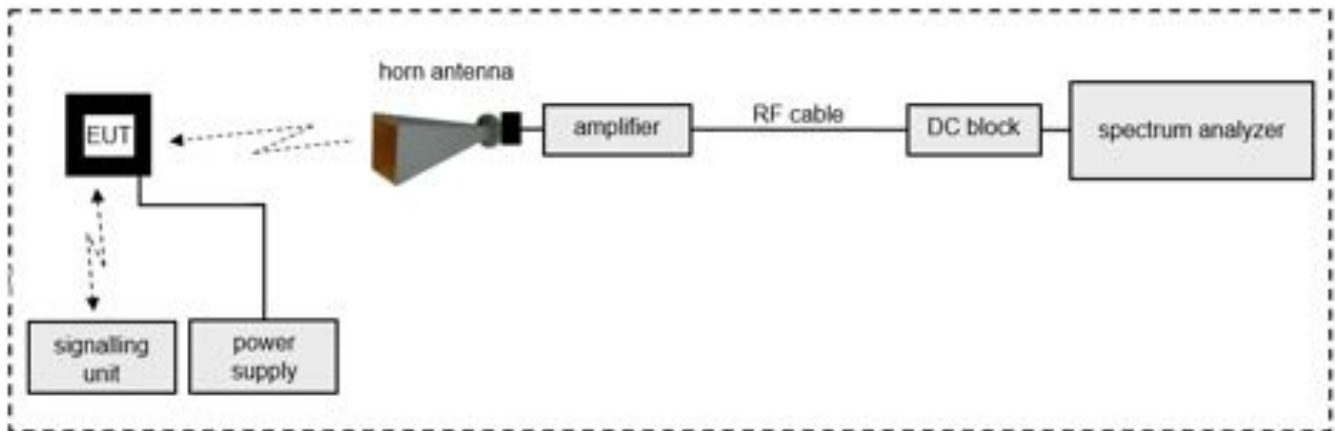 horn antenna
EUT
amplifier
RF cable
DC block
spectrum analyzer
signalling
unit
power
supply